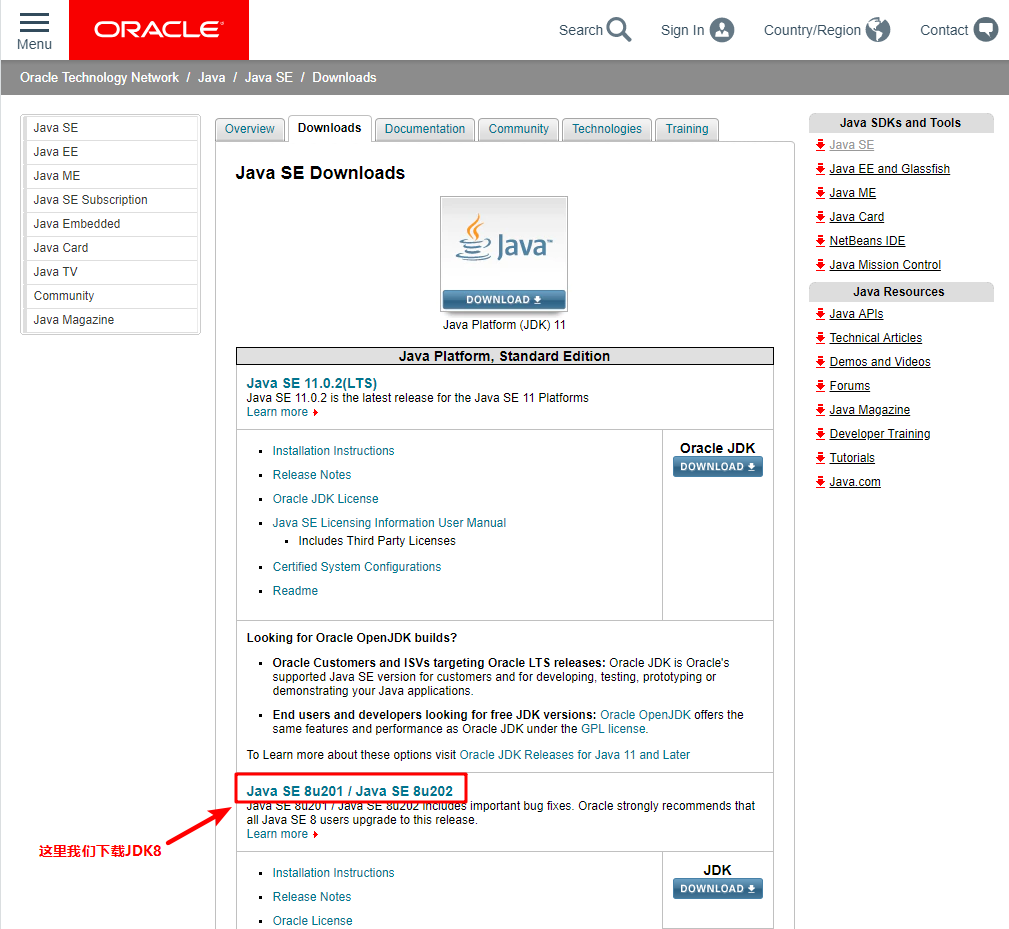 Menu
ORACLE
Search
Sign In
Country/Region
Contact
Oracle Technology Network / Java / Java SE / Downloads
Java SE
Java EE
Java ME
Java SE Subscription
Java Embedded
Java Card
Java TV
Community
Java Magazine
Overview
Downloads
Documentation
Community
Technologies
Training
Java SE Downloads
Java™
DOWNLOAD
Java Platform (JDK) 11
Java Platform, Standard Edition
Java SE 11.0.2(LTS)
Java SE 11.0.2 is the latest release for the Java SE 11 Platforms
Learn more
Installation Instructions
Release Notes
Oracle JDK License
Java SE Licensing Information User Manual
Includes Third Party Licenses
Certified System Configurations
Readme
Oracle JDK
DOWNLOAD
Looking for Oracle OpenJDK builds?
Oracle Customers and ISVs targeting Oracle LTS releases: Oracle JDK is Oracle's
supported Java SE version for customers and for developing, testing, prototyping or
demonstrating your Java applications.
End users and developers looking for free JDK versions: Oracle OpenJDK offers the
same features and performance as Oracle JDK under the GPL license.
To Learn more about these options visit Oracle JDK Releases for Java 11 and Later
Java SE 8u201 / Java SE 8u202
Java SE 8u201 / Java SE 8u202 includes important bug fixes. Oracle strongly recommends that
all Java SE 8 users upgrade to this release.
Learn more
这里我们下载JDK8
Installation Instructions
Release Notes
Oracle License
JDK
DOWNLOAD
Java SDKs and Tools
Java SE
Java EE and Glassfish
Java ME
Java Card
NetBeans IDE
Java Mission Control
Java Resources
Java APIs
Technical Articles
Demos and Videos
Forums
Java Magazine
Developer Training
Tutorials
Java.com